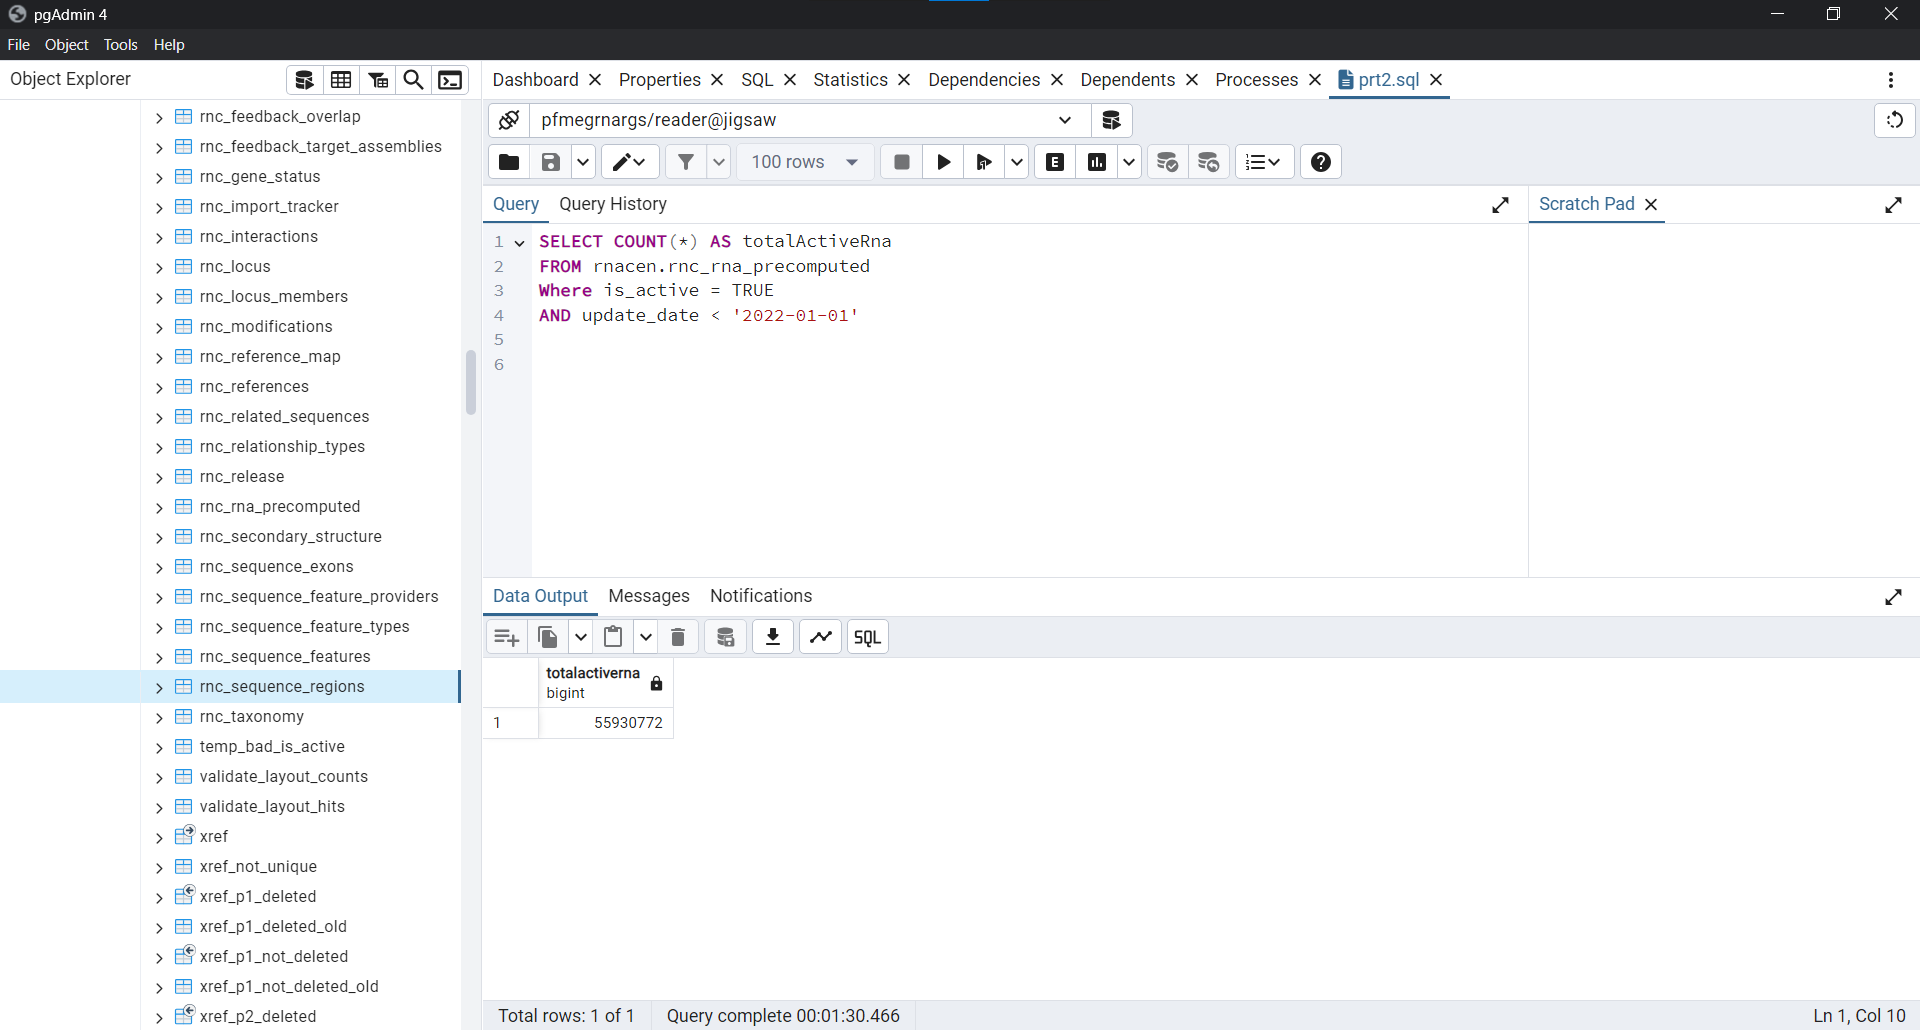 pgAdmin 4
File Object Tools Help
Object Explorer
Dashboard Properties SQL Statistics Dependencies Dependents Processes prt2.sql
rnc_feedback_overlap
rnc_feedback_target_assemblies
rnc_gene_status
rnc_import_tracker
rnc_interactions
rnc_locus
rnc_locus_members
rnc_modifications
rnc_reference_map
rnc_references
rnc_related_sequences
rnc_relationship_types
rnc_release
rnc_rna_precomputed
rnc_secondary_structure
rnc_sequence_exons
rnc_sequence_feature_providers
rnc_sequence_feature_types
rnc_sequence_features
rnc_sequence_regions
rnc_taxonomy
temp_bad_is_active
validate_layout_counts
validate_layout_hits
xref
xref_not_unique
xref_p1_deleted
xref_p1_deleted_old
xref_p1_not_deleted
xref_p1_not_deleted_old
xref_p2_deleted
pfmegrnargs/reader@jigsaw
100 rows
E
Query Query History
Scratch Pad
1 SELECT COUNT(*) AS totalActiveRna
2 FROM rnacen.rnc_rna_precomputed
3 Where is_active = TRUE
4 AND update_date < '2022-01-01'
5
6
Data Output Messages Notifications
SQL
totalactiverna
bigint
1 55930772
Total rows: 1 of 1 Query complete 00:01:30.466 Ln 1, Col 10